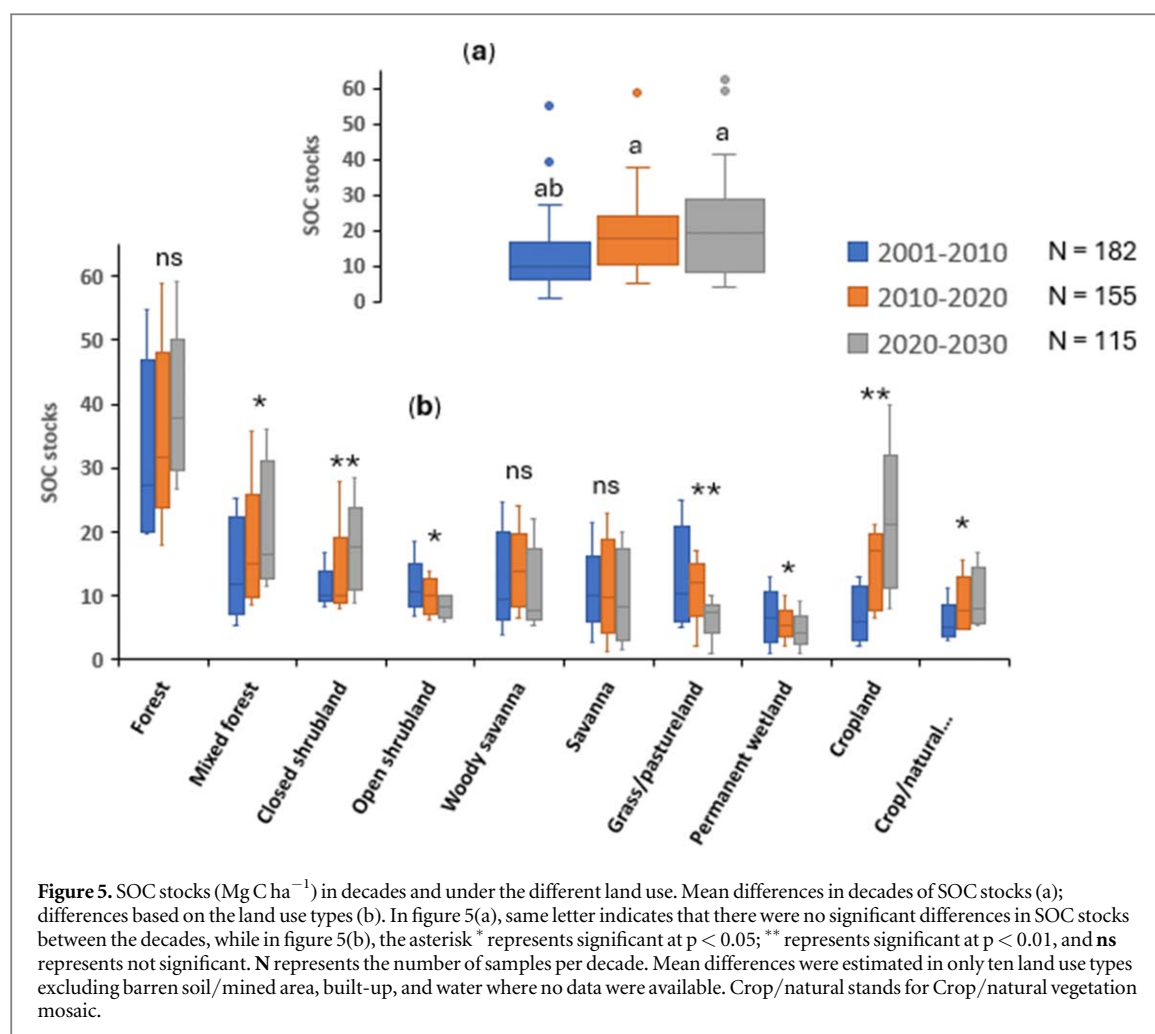 (a)
60
50
40
30
20
10
0
SOC stocks
ab
a
a
2001-2010 N = 182
2010-2020 N = 155
2020-2030 N = 115
60
50
40
30
20
10
0
SOC stocks
(b)
ns
*
**
*
ns
ns
**
*
**
*
Forest
Mixed forest
Closed shrubland
Open shrubland
Woody savanna
Savanna
Grass/pastureland
Permanent wetland
Cropland
Crop/natural...
Figure 5. SOC stocks (Mg C ha⁻¹) in decades and under the different land use. Mean differences in decades of SOC stocks (a);
differences based on the land use types (b). In figure 5(a), same letter indicates that there were no significant differences in SOC stocks
between the decades, while in figure 5(b), the asterisk * represents significant at p < 0.05; ** represents significant at p < 0.01, and ns
represents not significant. N represents the number of samples per decade. Mean differences were estimated in only ten land use types
excluding barren soil/mined area, built-up, and water where no data were available. Crop/natural stands for Crop/natural vegetation
mosaic.